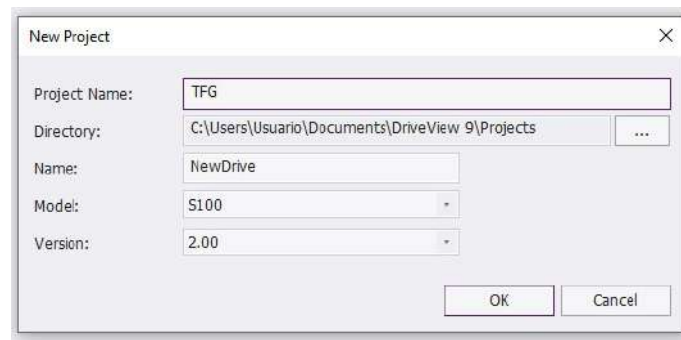 New Project
Project Name: TFG
Directory: C:\Users\Usuario\Documents\DriveView 9\Projects ...
Name: NewDrive
Model: S100
Version: 2.00
OK Cancel